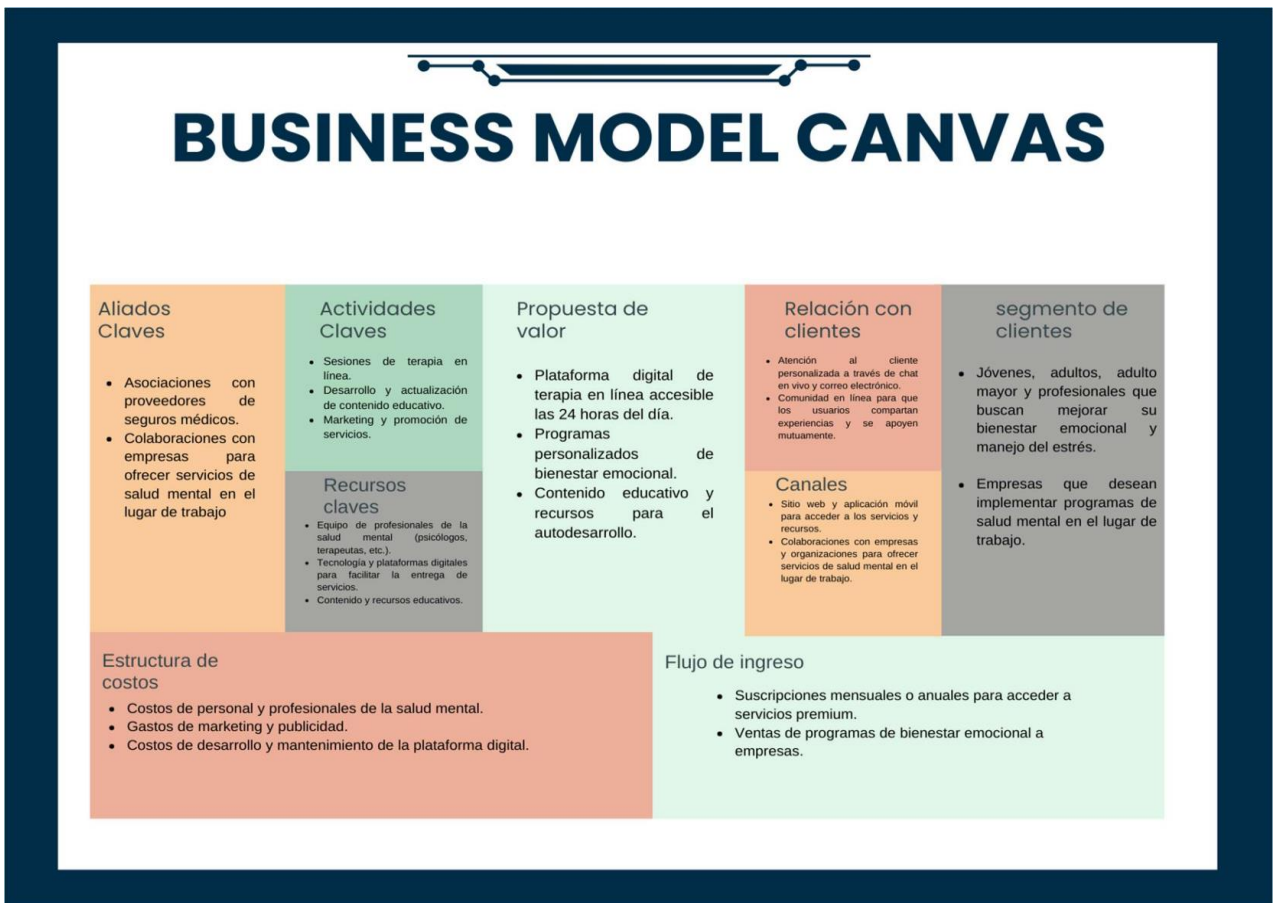 BUSINESS MODEL CANVAS
Aliados
Claves
• Asociaciones con
proveedores de
seguros médicos.
• Colaboraciones con
empresas para
ofrecer servicios de
salud mental en el
lugar de trabajo
Actividades
Claves
• Sesiones de terapia en
línea.
• Desarrollo y actualización
de contenido educativo.
• Marketing y promoción de
servicios.
Recursos
claves
• Equipo de profesionales de la
salud mental (psicólogos,
terapeutas, etc.).
• Tecnología y plataformas digitales
para facilitar la entrega de
servicios.
• Contenido y recursos educativos.
Propuesta de
valor
• Plataforma digital de
terapia en línea accesible
las 24 horas del día.
• Programas
personalizados de
bienestar emocional.
• Contenido educativo y
recursos para el
autodesarrollo.
Relación con
clientes
• Atención al cliente
personalizada a través de chat
en vivo y correo electrónico.
• Comunidad en línea para que
los usuarios compartan
experiencias y se apoyen
mutuamente.
Canales
• Sitio web y aplicación móvil
para acceder a los servicios y
recursos.
• Colaboraciones con empresas
y organizaciones para ofrecer
servicios de salud mental en el
lugar de trabajo.
segmento de
clientes
• Jóvenes, adultos, adulto
mayor y profesionales que
buscan mejorar su
bienestar emocional y
manejo del estrés.
• Empresas que desean
implementar programas de
salud mental en el lugar de
trabajo.
Estructura de
costos
• Costos de personal y profesionales de la salud mental.
• Gastos de marketing y publicidad.
• Costos de desarrollo y mantenimiento de la plataforma digital.
Flujo de ingreso
• Suscripciones mensuales o anuales para acceder a
servicios premium.
• Ventas de programas de bienestar emocional a
empresas.